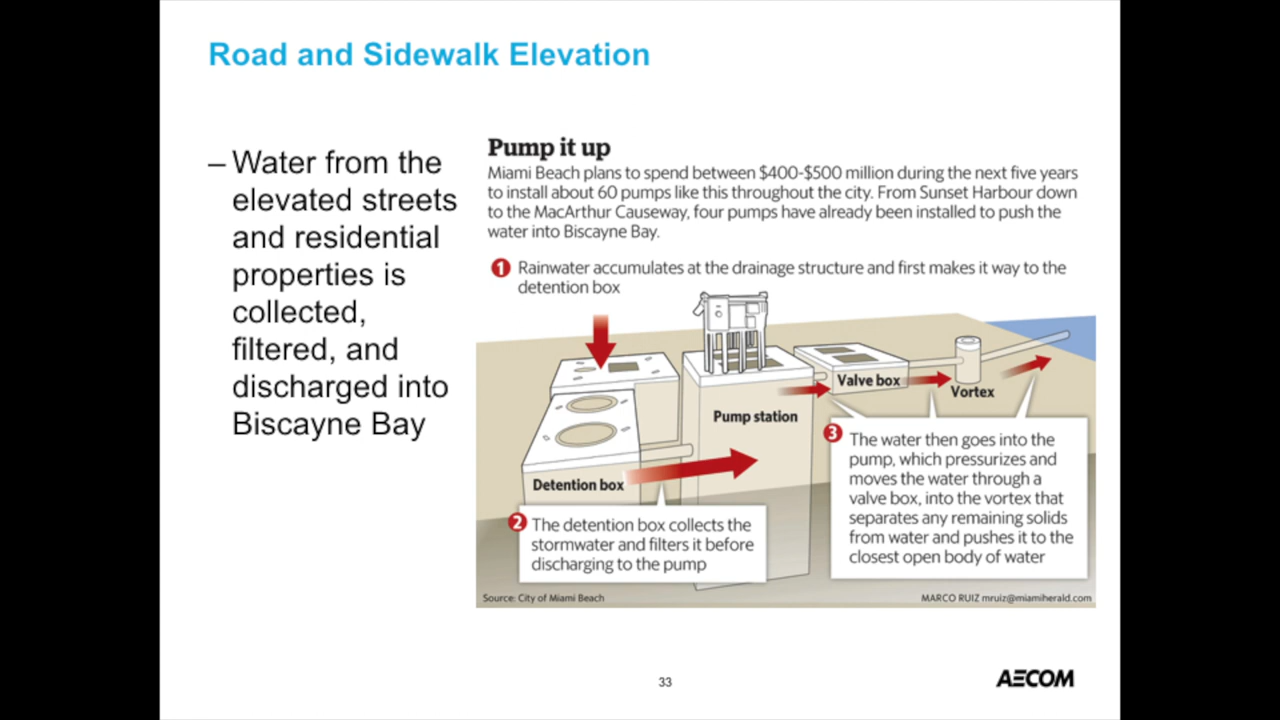 Road and Sidewalk Elevation
– Water from the
elevated streets
and residential
properties is
collected,
filtered, and
discharged into
Biscayne Bay
Pump it up
Miami Beach plans to spend between $400-$500 million during the next five years
to install about 60 pumps like this throughout the city. From Sunset Harbour down
to the MacArthur Causeway, four pumps have already been installed to push the
water into Biscayne Bay.
1 Rainwater accumulates at the drainage structure and first makes it way to the
detention box
Valve box
Vortex
Pump station
Detention box
2 The detention box collects the
stormwater and filters it before
discharging to the pump
3 The water then goes into the
pump, which pressurizes and
moves the water through a
valve box, into the vortex that
separates any remaining solids
from water and pushes it to the
closest open body of water
Source: City of Miami Beach
MARCO RUIZ mruiz@miamiherald.com
33
AECOM